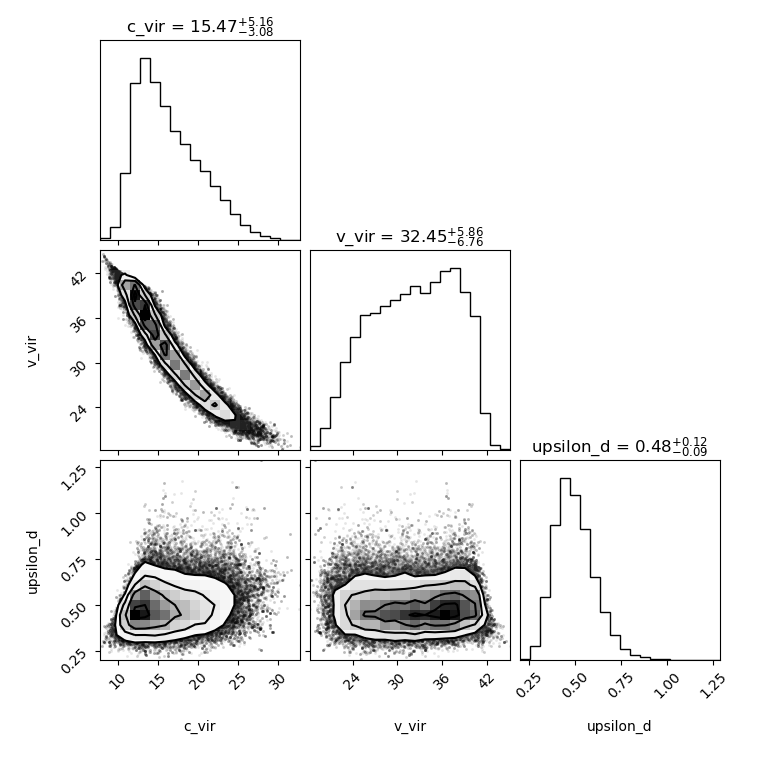 c_vir = 15.47+5.16−3.08
v_vir = 32.45+5.86−6.76
upsilon_d = 0.48+0.12−0.09
v_vir
42
36
30
24
upsilon_d
1.25
1.00
0.75
0.50
0.25
10 15 20 25 30
24 30 36 42
0.25 0.50 0.75 1.00 1.25
c_vir v_vir upsilon_d